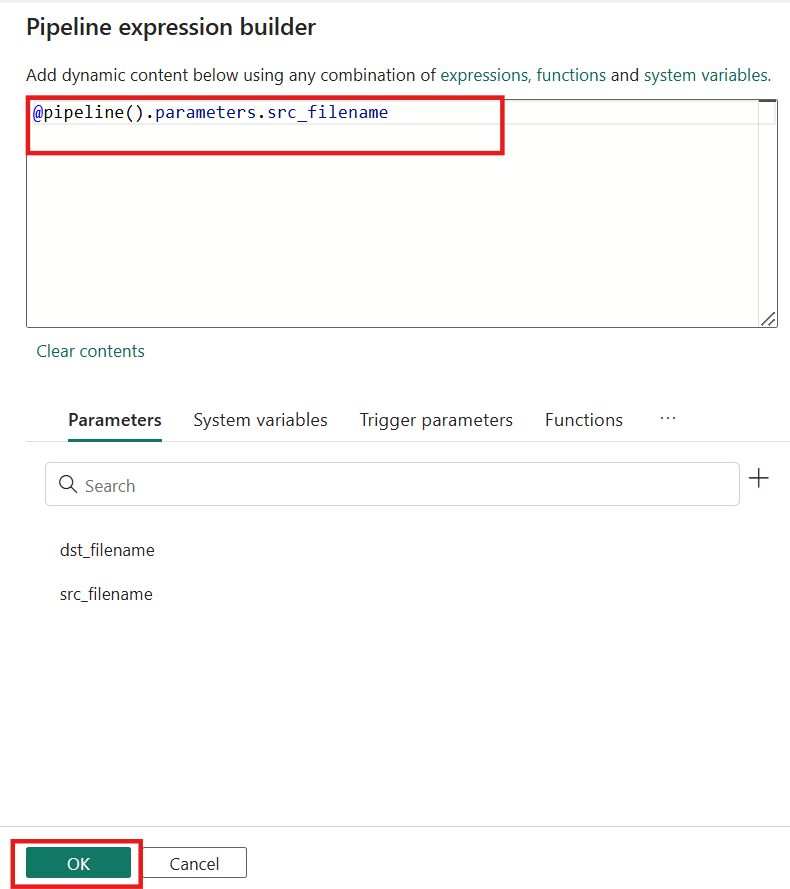 Pipeline expression builder
Add dynamic content below using any combination of expressions, functions and system variables.
@pipeline().parameters.src_filename
Clear contents
Parameters System variables Trigger parameters Functions ...
Search
dst_filename
src_filename
OK Cancel